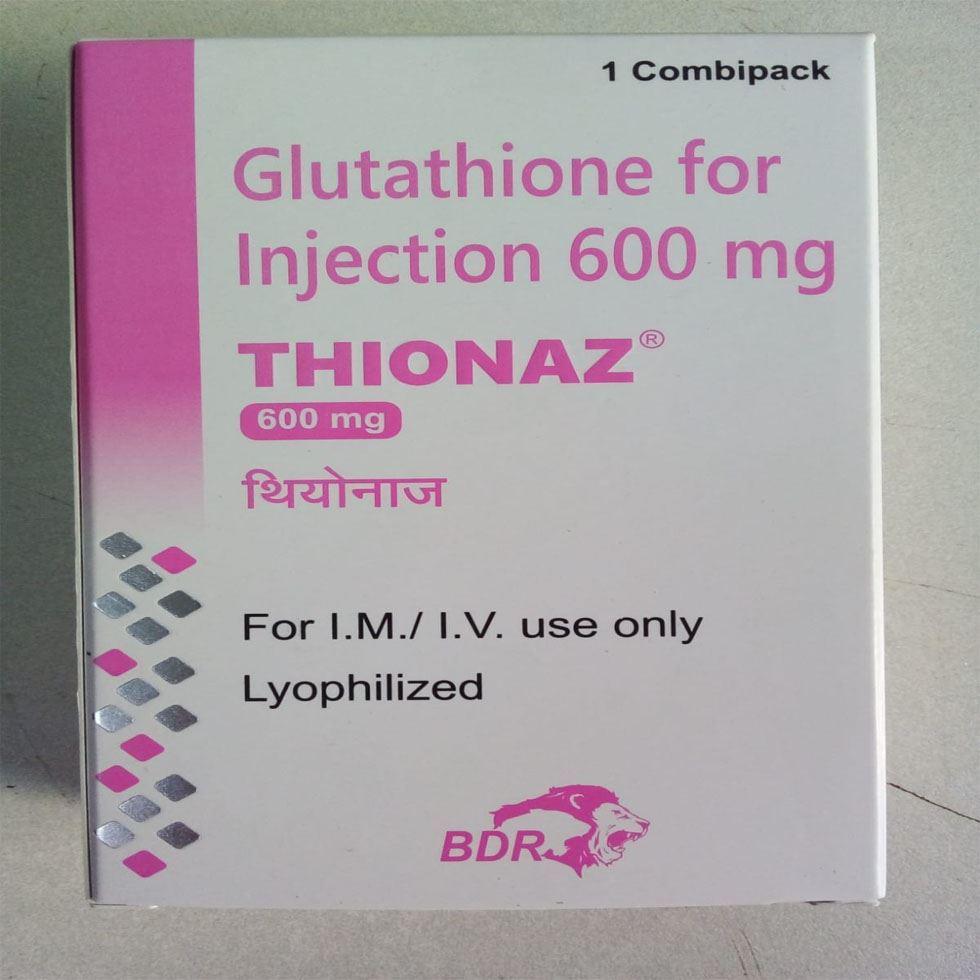 1 Combipack
Glutathione for
Injection 600 mg
THIONAZ®
600 mg
थियोनाज
For I.M./ I.V. use only
Lyophilized
BDR